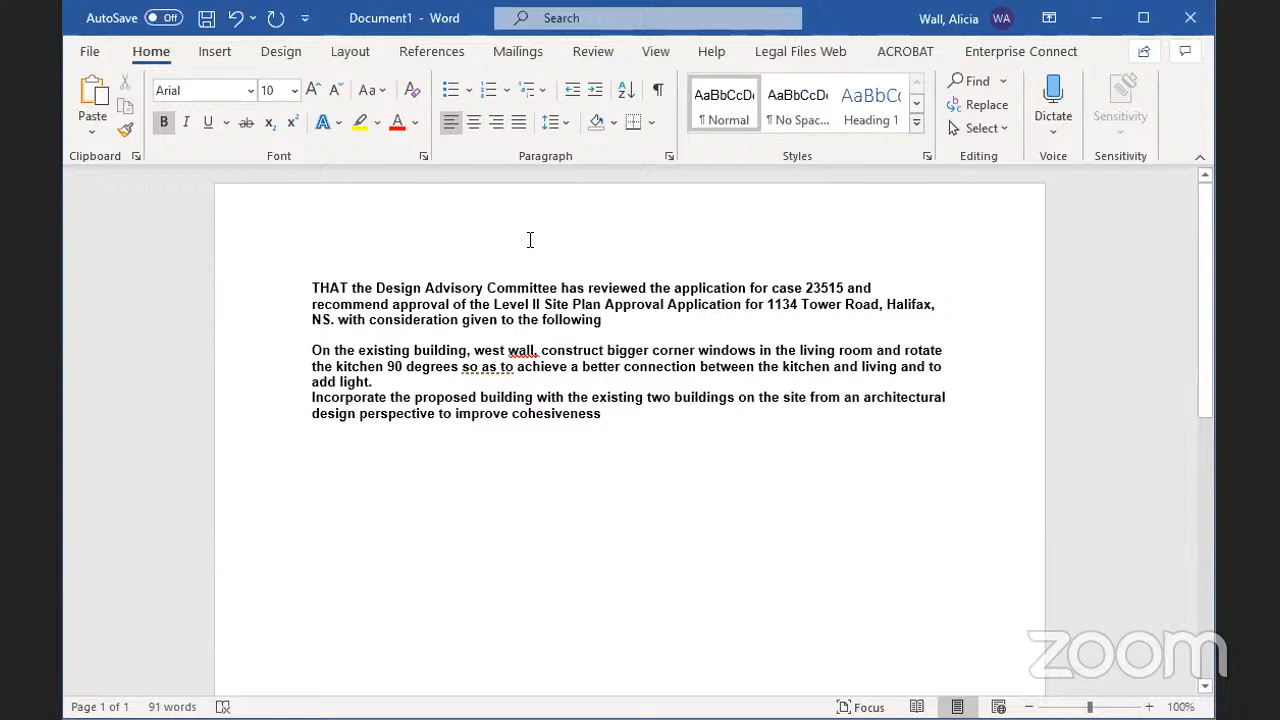 AutoSave Off Document1 - Word Search Wall, Alicia WA
File Home Insert Design Layout References Mailings Review View Help Legal Files Web ACROBAT Enterprise Connect
Paste Arial 10 Aa AaBbCcDc AaBbCcDc AaBbCc Find
Replace
B I U ab x₂ x² A A ¶ Normal ¶ No Spac... Heading 1 Select Dictate Sensitivity
Clipboard Font Paragraph Styles Editing Voice Sensitivity
THAT the Design Advisory Committee has reviewed the application for case 23515 and
recommend approval of the Level II Site Plan Approval Application for 1134 Tower Road, Halifax,
NS. with consideration given to the following
On the existing building, west wall, construct bigger corner windows in the living room and rotate
the kitchen 90 degrees so as to achieve a better connection between the kitchen and living and to
add light.
Incorporate the proposed building with the existing two buildings on the site from an architectural
design perspective to improve cohesiveness
zoom
Page 1 of 1 91 words Focus 100%